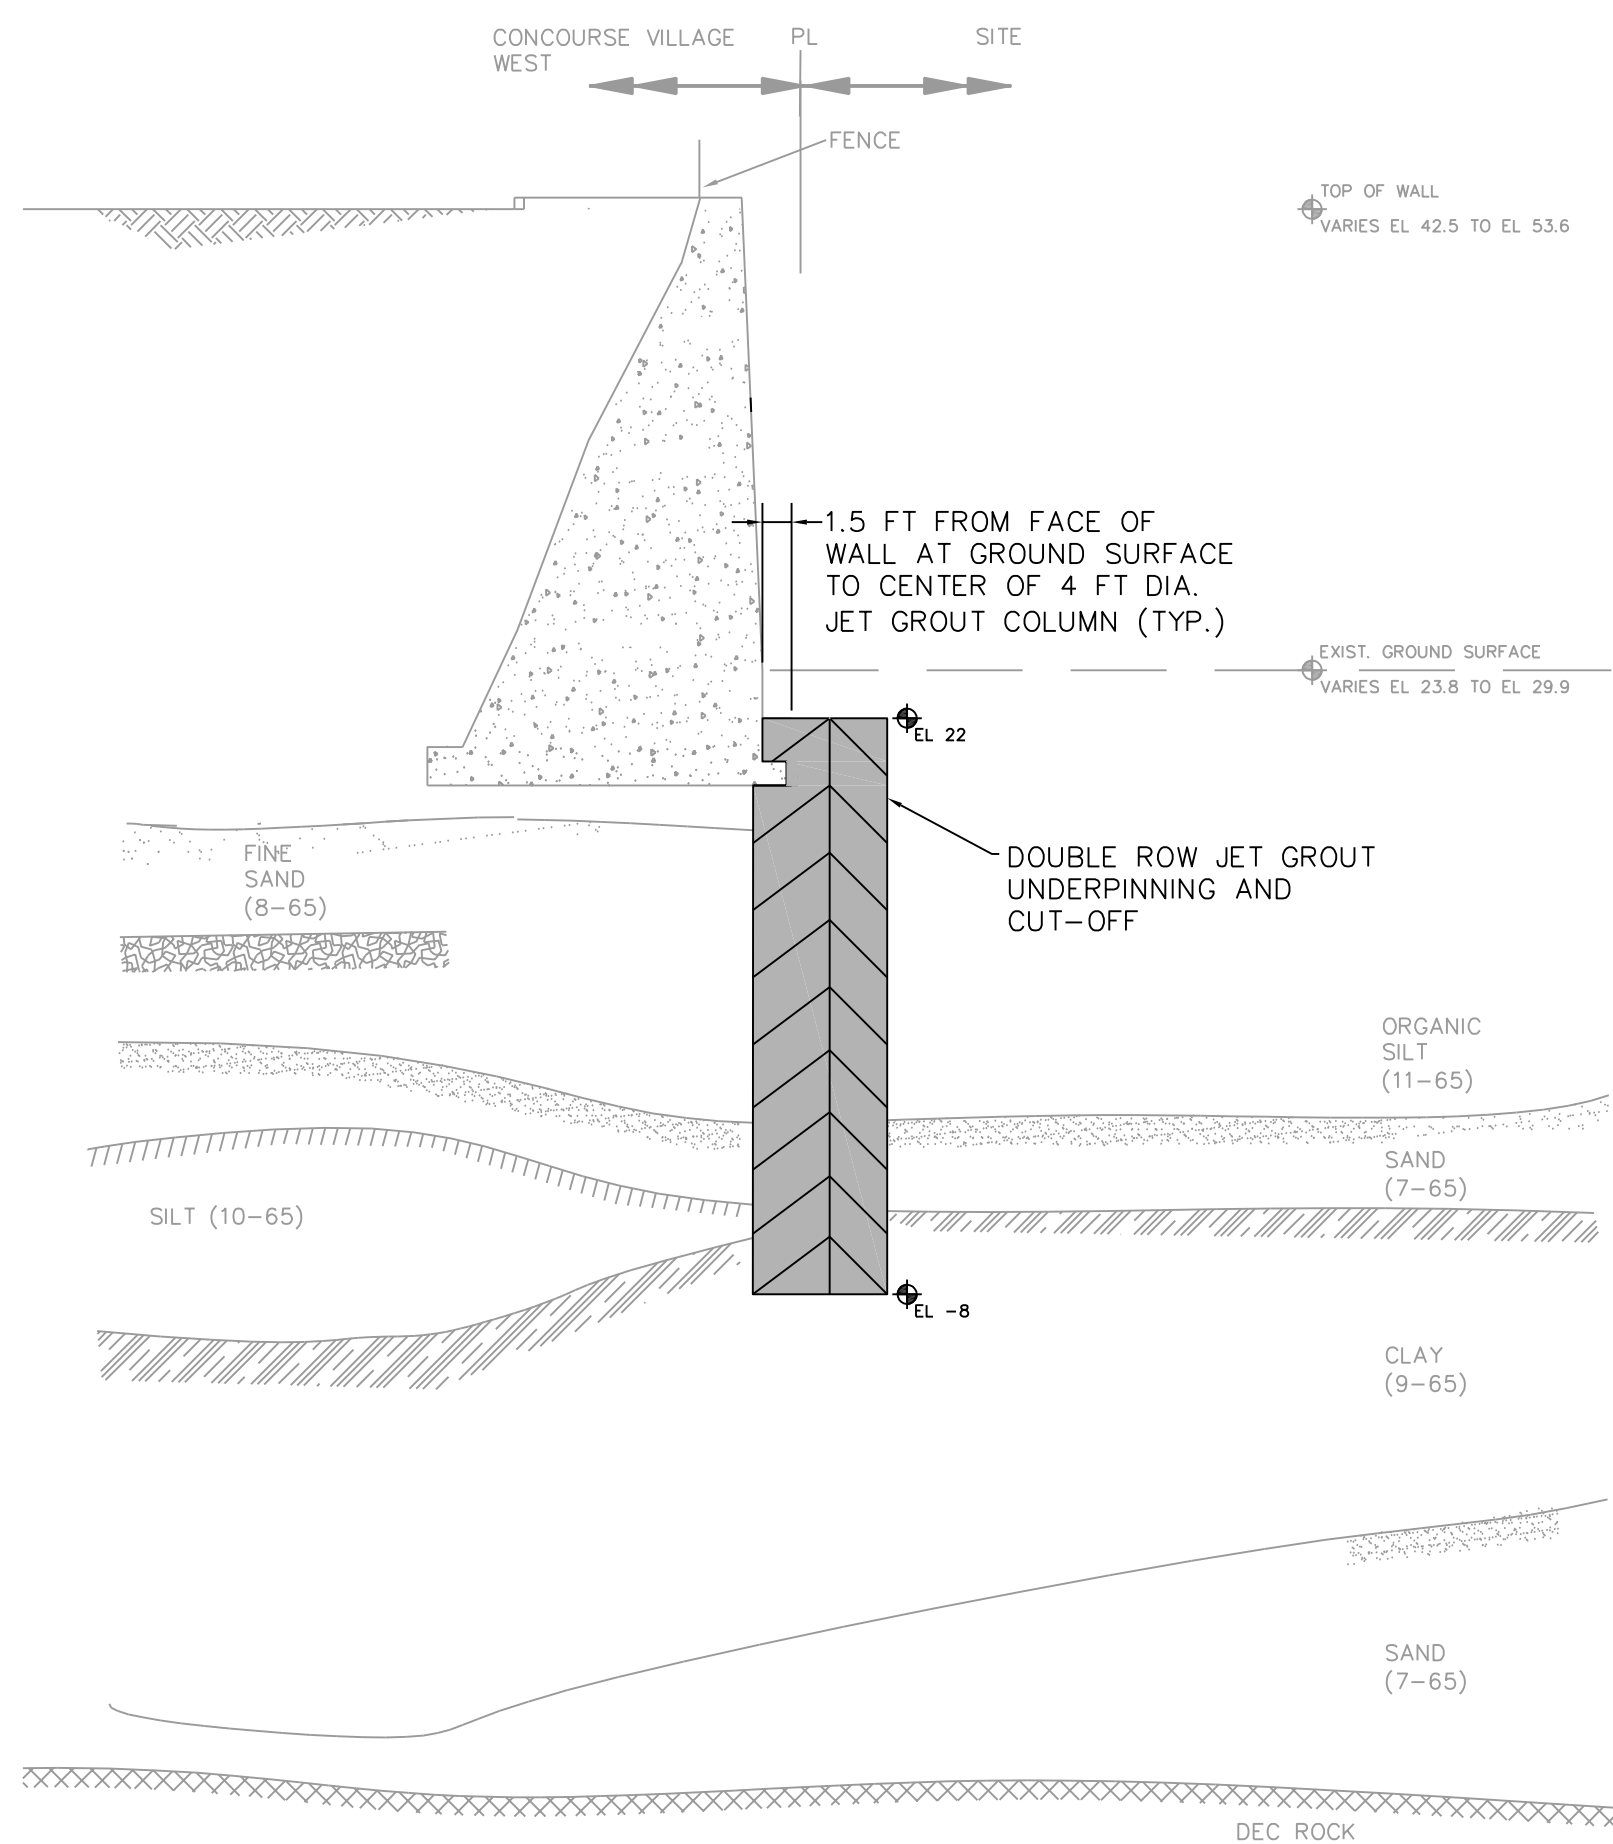 CONCOURSE VILLAGE
WEST
PL
SITE
FENCE
TOP OF WALL
VARIES EL 42.5 TO EL 53.6
1.5 FT FROM FACE OF
WALL AT GROUND SURFACE
TO CENTER OF 4 FT DIA.
JET GROUT COLUMN (TYP.)
EXIST. GROUND SURFACE
VARIES EL 23.8 TO EL 29.9
EL 22
DOUBLE ROW JET GROUT
UNDERPINNING AND
CUT-OFF
FINE
SAND
(8-65)
ORGANIC
SILT
(11-65)
SAND
(7-65)
SILT (10-65)
EL -8
CLAY
(9-65)
SAND
(7-65)
DEC ROCK